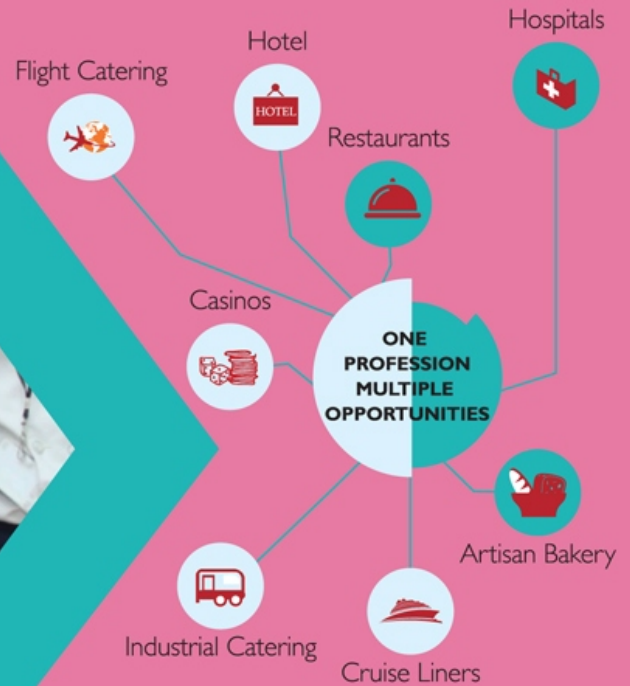 Hospitals
Hotel
Flight Catering
HOTEL
Restaurants
Casinos
ONE
PROFESSION
MULTIPLE
OPPORTUNITIES
Artisan Bakery
Industrial Catering
Cruise Liners